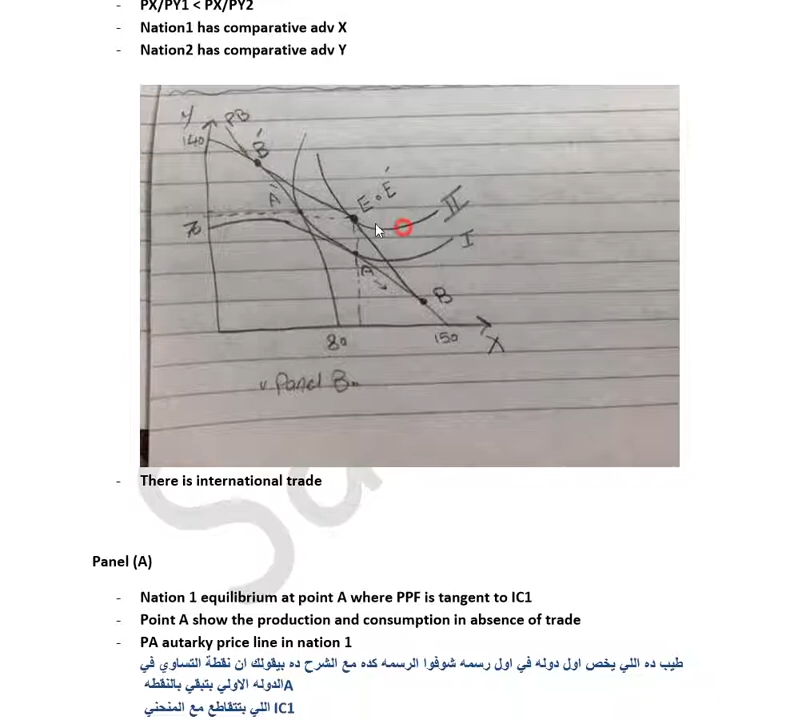 - PX/PY1 < PX/PY2
- Nation1 has comparative adv X
- Nation2 has comparative adv Y
Y
PB
140
B'
A'
E . E'
II
70
I
A
B
80
150
X
"Panel B"
- There is international trade
Panel (A)
- Nation 1 equilibrium at point A where PPF is tangent to IC1
- Point A show the production and consumption in absence of trade
- PA autarky price line in nation 1
طيب ده اللي يخص اول دوله في اول رسمه شوفوا الرسمه كده مع الشرح ده بيقولك ان نقطة التساوي في
الدوله الاولي بتبقي بالنقطهA
IC1 اللي بتتقاطع مع المنحني